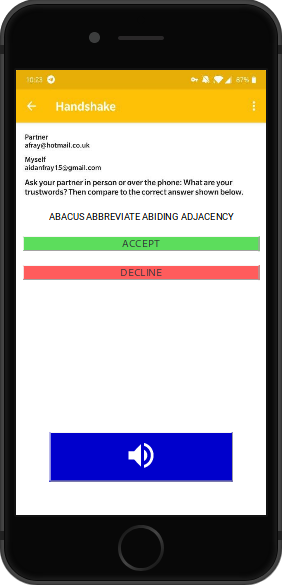 10:23 67%
Handshake
Partner
afray@hotmail.co.uk
Myself
aidanfray15@gmail.com
Ask your partner in person or over the phone: What are your
trustwords? Then compare to the correct answer shown below.
ABACUS ABBREVIATE ABIDING ADJACENCY
ACCEPT
DECLINE